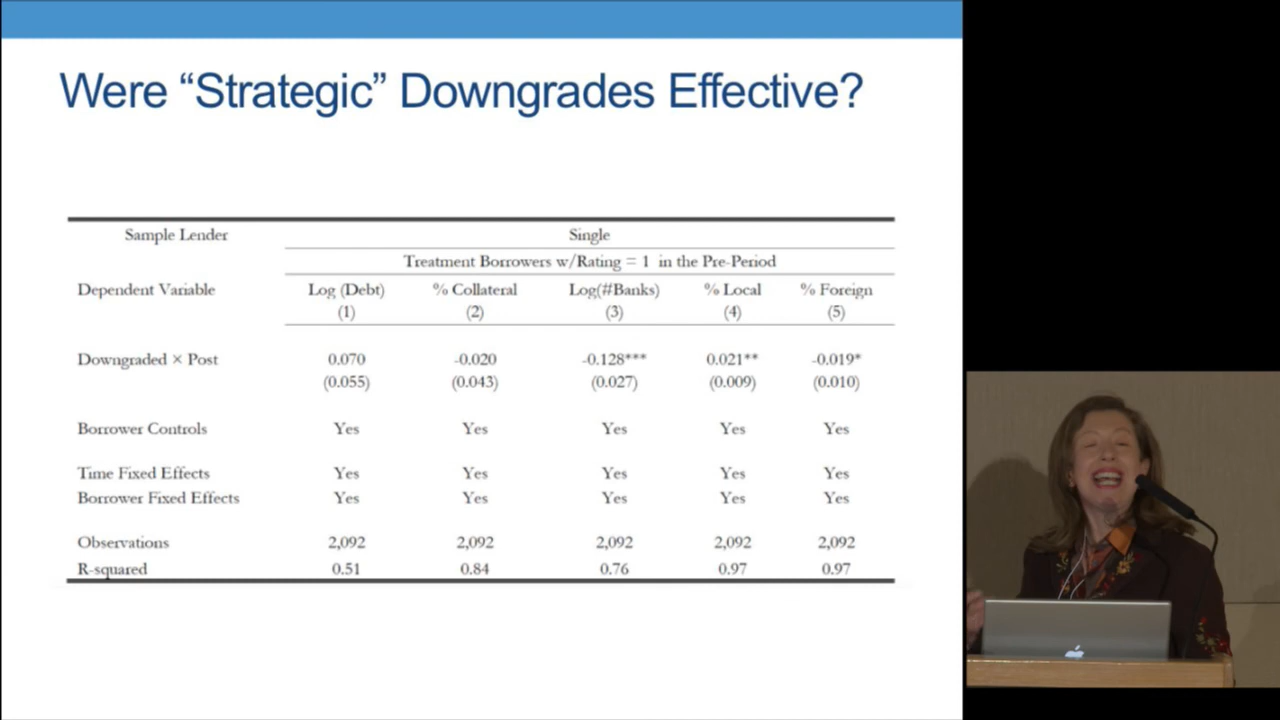 Were “Strategic” Downgrades Effective?
Sample Lender Single
Treatment Borrowers w/Rating = 1 in the Pre-Period
Dependent Variable Log (Debt) % Collateral Log(#Banks) % Local % Foreign
(1) (2) (3) (4) (5)
Downgraded × Post 0.070 -0.020 -0.128*** 0.021** -0.019*
(0.055) (0.043) (0.027) (0.009) (0.010)
Borrower Controls Yes Yes Yes Yes Yes
Time Fixed Effects Yes Yes Yes Yes Yes
Borrower Fixed Effects Yes Yes Yes Yes Yes
Observations 2,092 2,092 2,092 2,092 2,092
R-squared 0.51 0.84 0.76 0.97 0.97